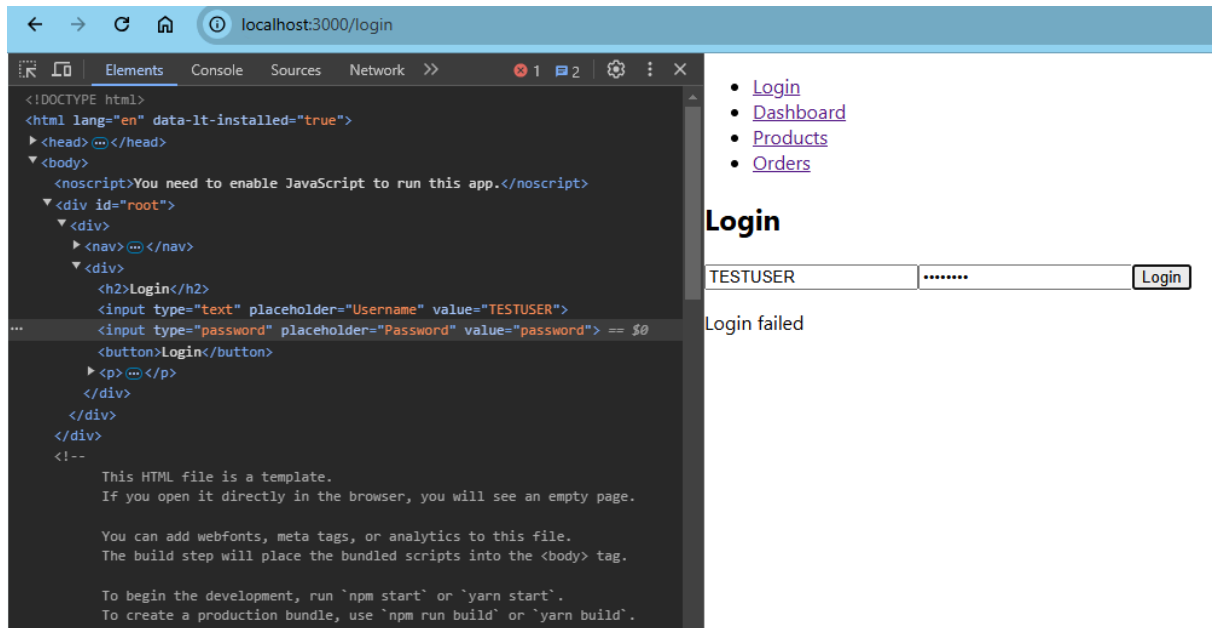 localhost:3000/login
Elements Console Sources Network >> 1 2
<!DOCTYPE html>
<html lang="en" data-lt-installed="true">
<head> ... </head>
<body>
<noscript>You need to enable JavaScript to run this app.</noscript>
<div id="root">
<div>
<nav> ... </nav>
<div>
<h2>Login</h2>
<input type="text" placeholder="Username" value="TESTUSER">
... <input type="password" placeholder="Password" value="password"> == $0
<button>Login</button>
<p> ... </p>
</div>
</div>
</div>
<!--
This HTML file is a template.
If you open it directly in the browser, you will see an empty page.
You can add webfonts, meta tags, or analytics to this file.
The build step will place the bundled scripts into the <body> tag.
To begin the development, run `npm start` or `yarn start`.
To create a production bundle, use `npm run build` or `yarn build`.
• Login
• Dashboard
• Products
• Orders
Login
TESTUSER •••••••• Login
Login failed